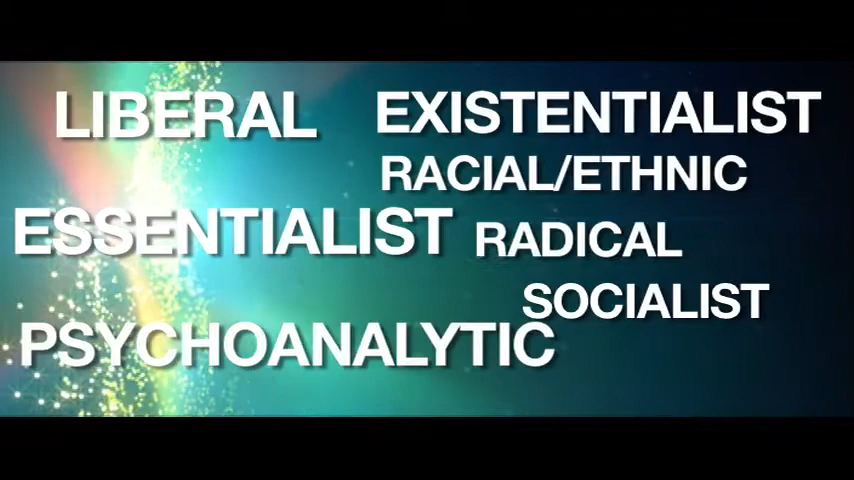 LIBERAL
EXISTENTIALIST
RACIAL/ETHNIC
ESSENTIALIST
RADICAL
SOCIALIST
PSYCHOANALYTIC